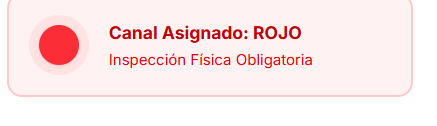 Canal Asignado: ROJO
Inspección Física Obligatoria